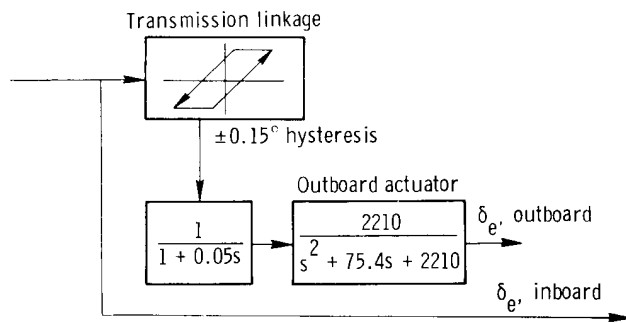 Transmission linkage
±0.15° hysteresis
Outboard actuator
1
1 + 0.05s
2210
s² + 75.4s + 2210
δe, outboard
δe, inboard